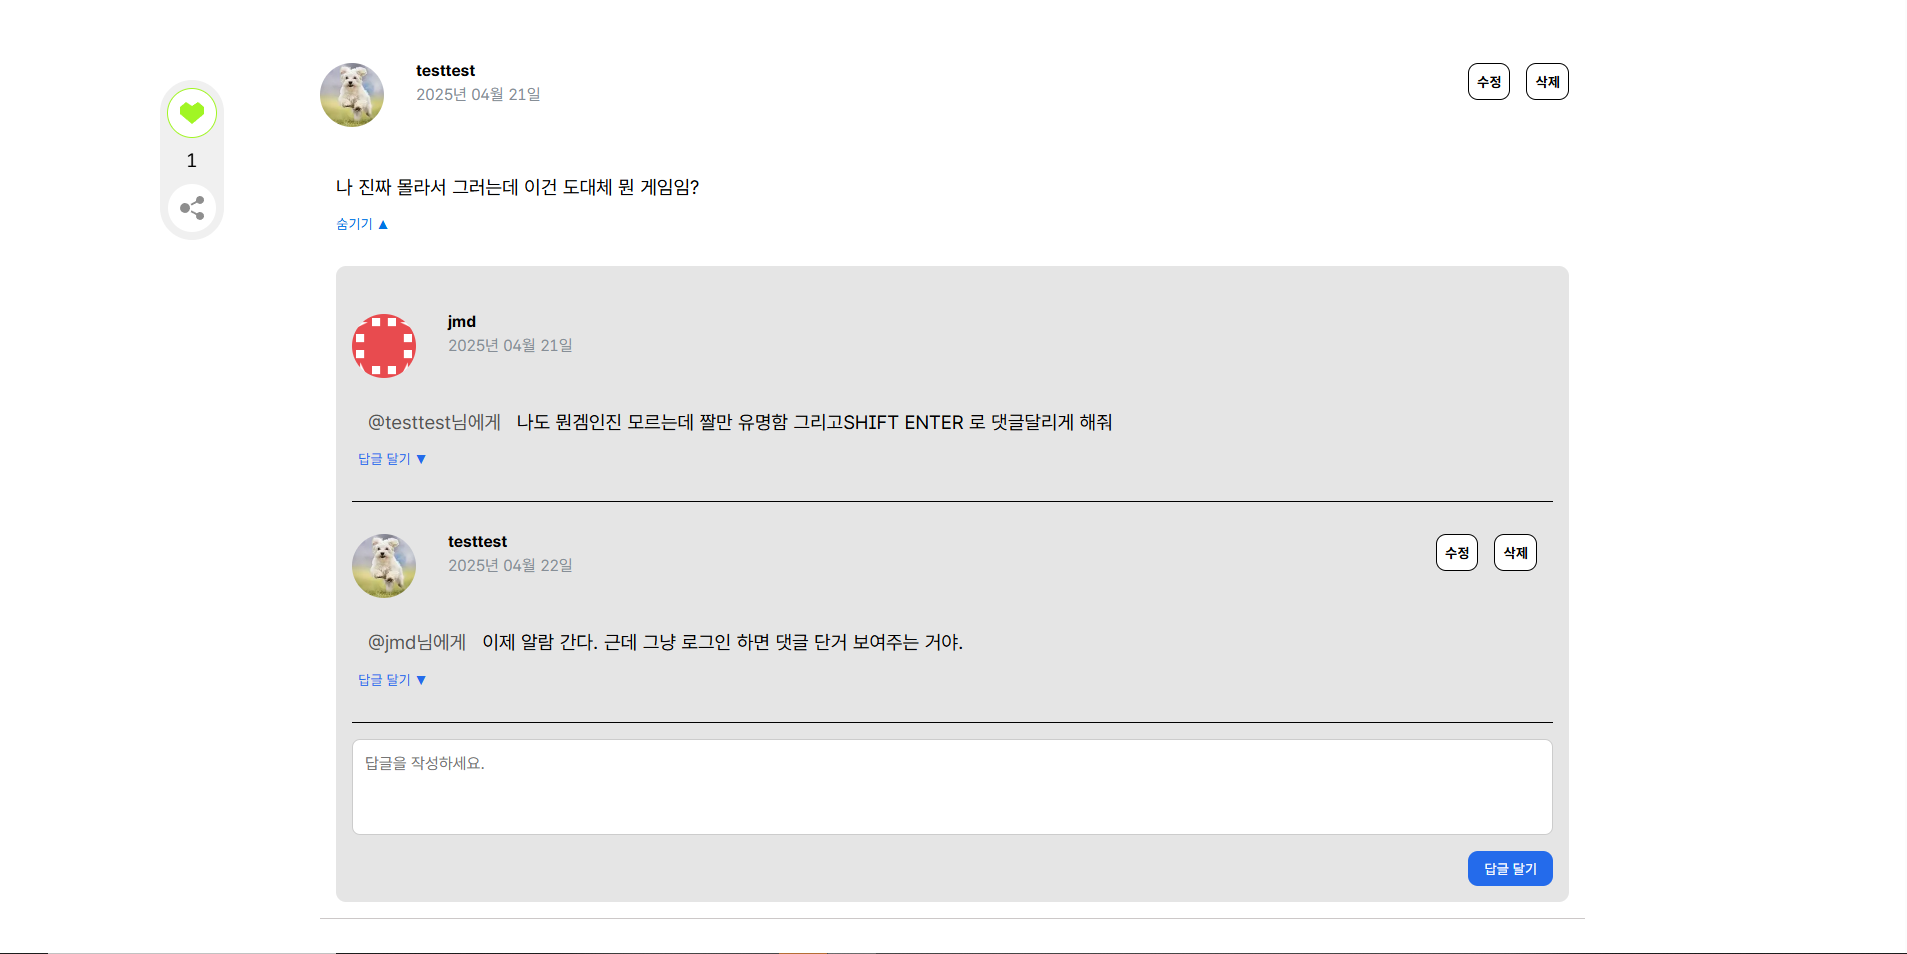 testtest
2025년 04월 21일
수정 삭제
1
나 진짜 몰라서 그러는데 이건 도대체 뭔 게임임?
숨기기 ▲
jmd
2025년 04월 21일
@testtest님에게 나도 뭔겜인진 모르는데 짤만 유명함 그리고SHIFT ENTER 로 댓글달리게 해줘
답글 달기 ▼
testtest
2025년 04월 22일
수정 삭제
@jmd님에게 이제 알람 간다. 근데 그냥 로그인 하면 댓글 단거 보여주는 거야.
답글 달기 ▼
답글을 작성하세요.
답글 달기